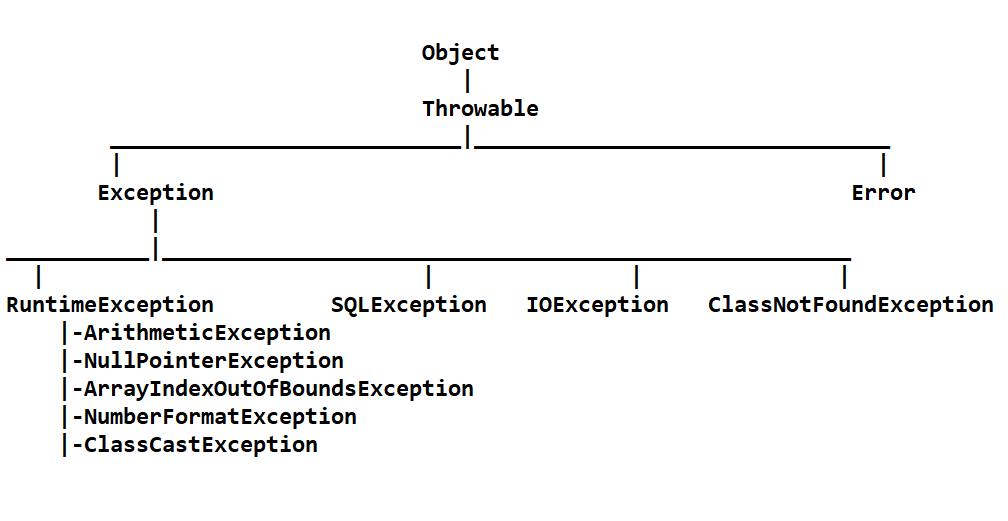 Object
Throwable
Exception Error
RuntimeException SQLException IOException ClassNotFoundException
|-ArithmeticException
|-NullPointerException
|-ArrayIndexOutOfBoundsException
|-NumberFormatException
|-ClassCastException